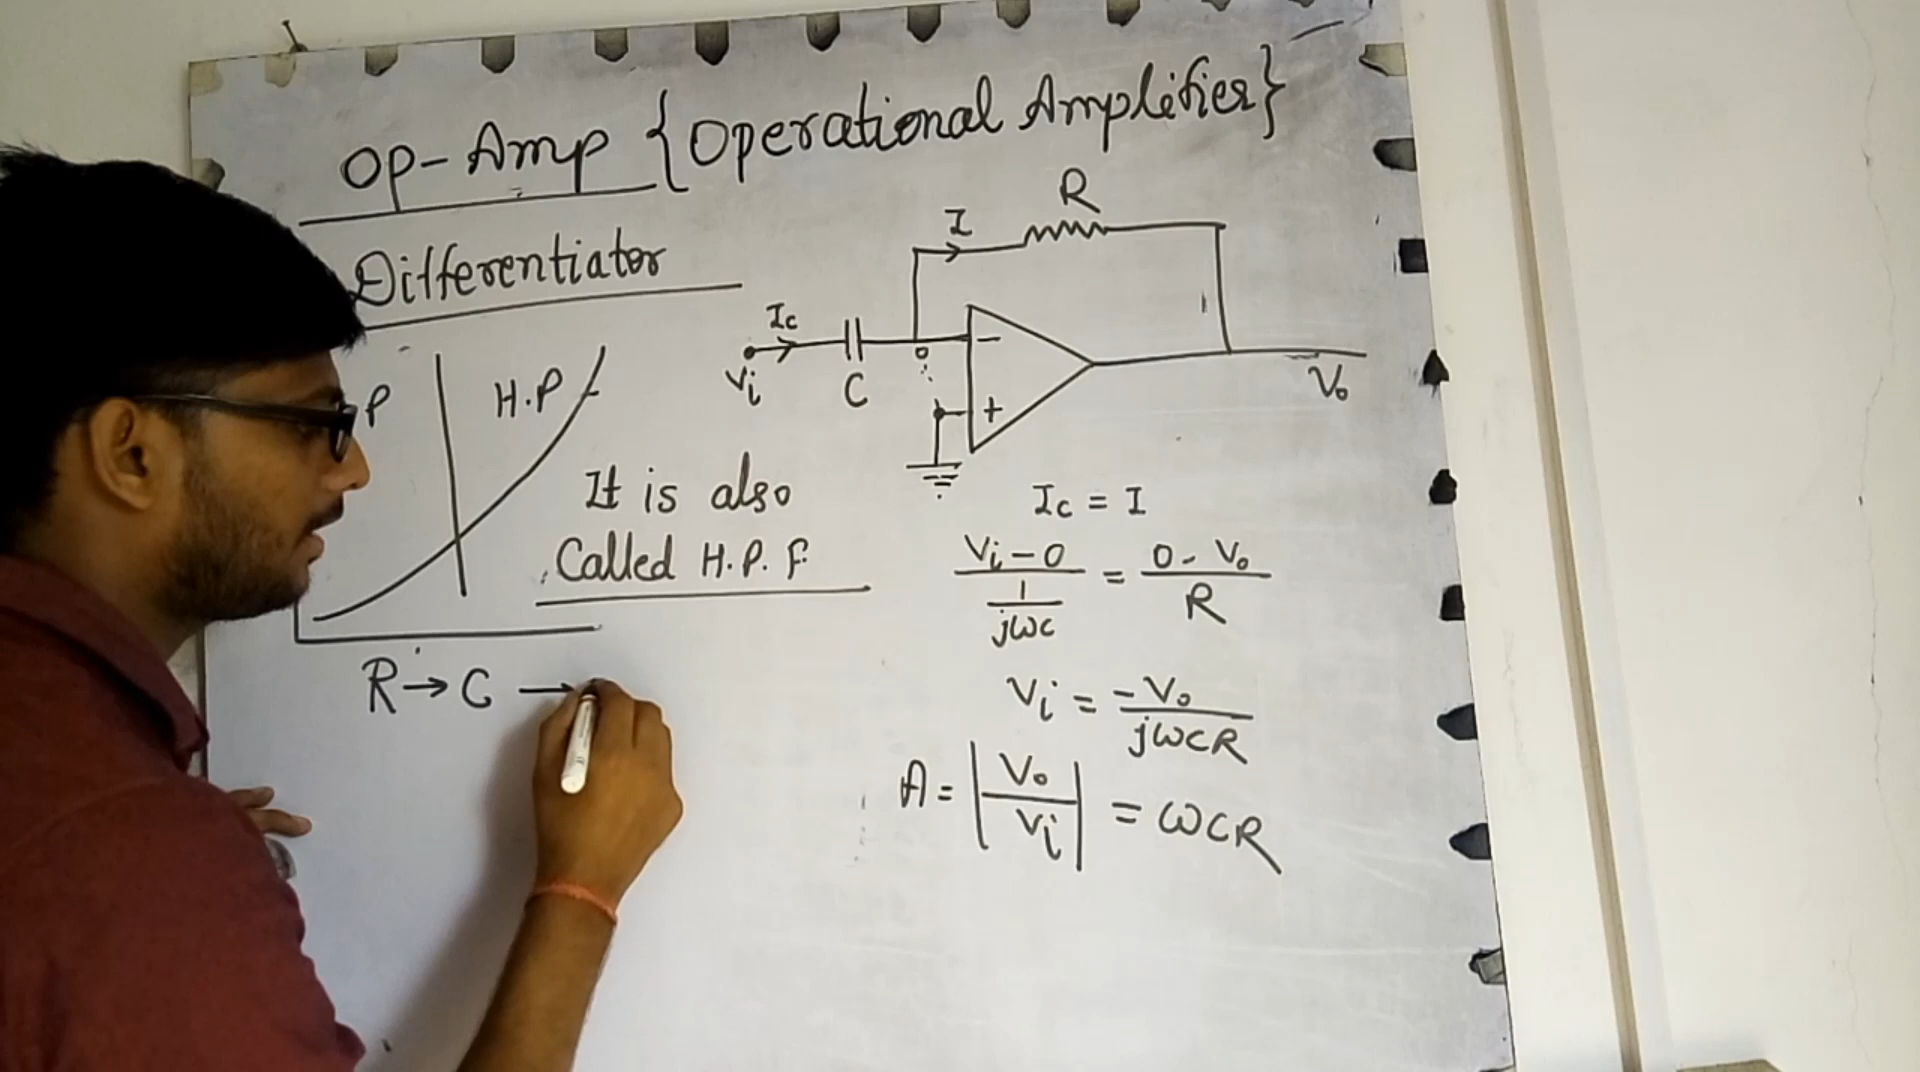 Op-Amp {Operational Amplifier}
Differentiator
R
I
Ic
Vi
C
−
+
Vo
P
H.P
It is also
Called H.P.F
R → C →
Ic = I
Vi - 0 / 1/jωc = 0 - Vo / R
Vi = -Vo / jωCR
A = |Vo / Vi| = ωCR